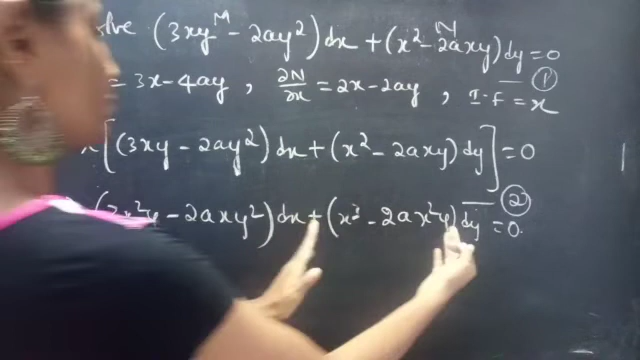 (3xy - 2ay²)dx + (x² - 2axy)dy = 0
M N
= 3x - 4ay , ∂N/∂x = 2x - 2ay , I.F = x
①
[(3xy - 2ay²)dx + (x² - 2axy)dy] = 0
②
x²y - 2axy²)dx + (x³ - 2ax²y)dy = 0